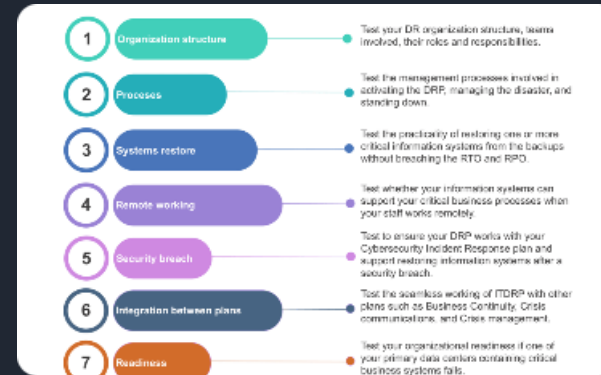 1
Organization structure
Test your DR organization structure, teams
involved, their roles and responsibilities.
2
Proceses
Test the management processes involved in
activating the DRP, managing the disaster, and
standing down.
3
Systems restore
Test the practicality of restoring one or more
critical information systems from the backups
without breaching the RTO and RPO.
4
Remote working
Test whether your information systems can
support your critical business processes when
your staff works remotely.
5
Security breach
Test to ensure your DRP works with your
Cybersecurity Incident Response plan and
support restoring information systems after a
security breach.
6
Integration between plans
Test the seamless working of ITDRP with other
plans such as Business Continuity, Crisis
communications, and Crisis management.
7
Readiness
Test your organizational readiness if one of
your primary data centers containing critical
business systems fails.